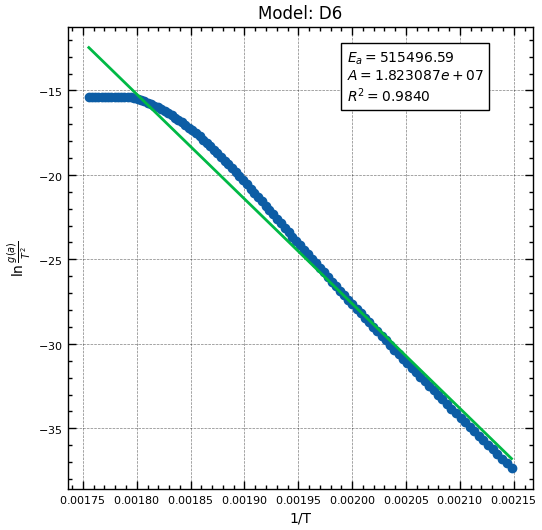 Model: D6
E_a = 515496.59
A = 1.823087e + 07
R^2 = 0.9840
ln g(a)/T^2
−15
−20
−25
−30
−35
0.00175 0.00180 0.00185 0.00190 0.00195 0.00200 0.00205 0.00210 0.00215
1/T